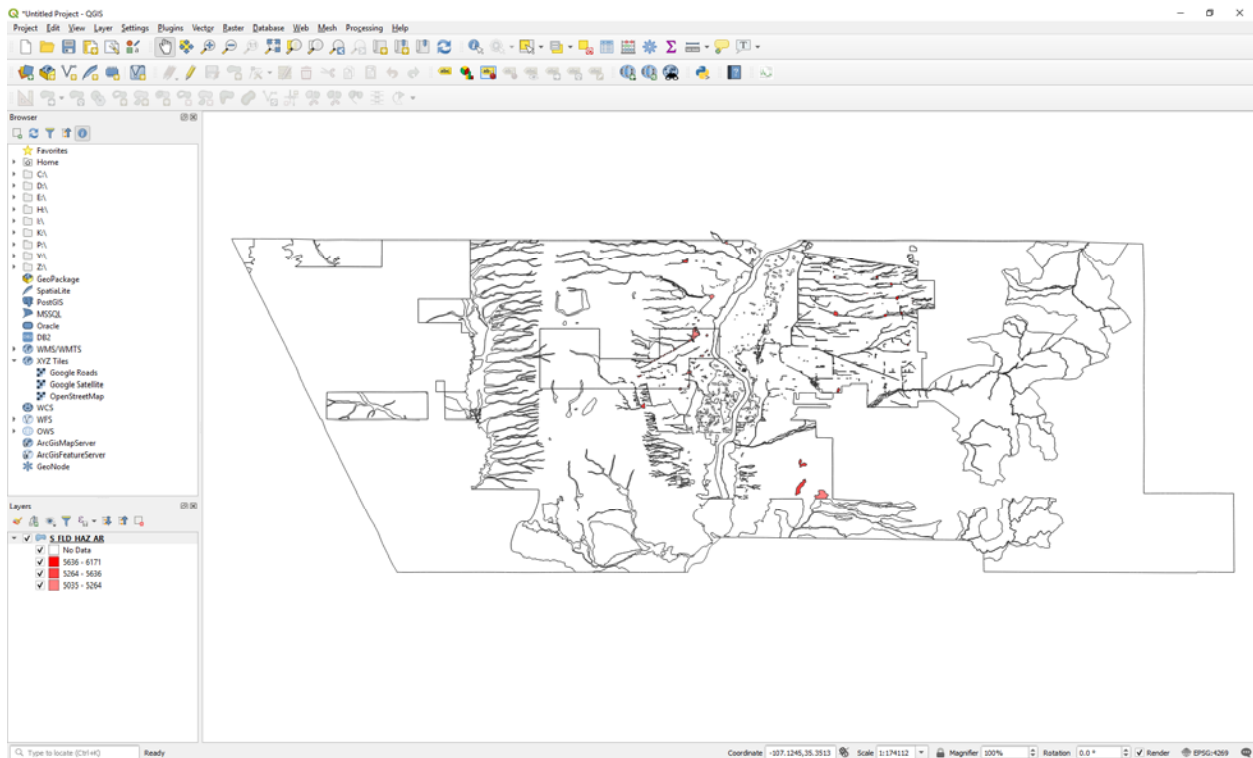 *Untitled Project - QGIS
Project Edit View Layer Settings Plugins Vector Raster Database Web Mesh Processing Help
Browser
Favorites
Home
C:\
D:\
E:\
H:\
I:\
K:\
P:\
V:\
Z:\
GeoPackage
SpatiaLite
PostGIS
MSSQL
Oracle
DB2
WMS/WMTS
XYZ Tiles
Google Roads
Google Satellite
OpenStreetMap
WCS
WFS
OWS
ArcGisMapServer
ArcGisFeatureServer
GeoNode
Layers
S_FLD_HAZ_AR
No Data
5636 - 6171
5264 - 5636
5035 - 5264
Type to locate (Ctrl+K) Ready Coordinate -107.1245,35.3513 Scale 1:174112 Magnifier 100% Rotation 0.0 ° Render EPSG:4269